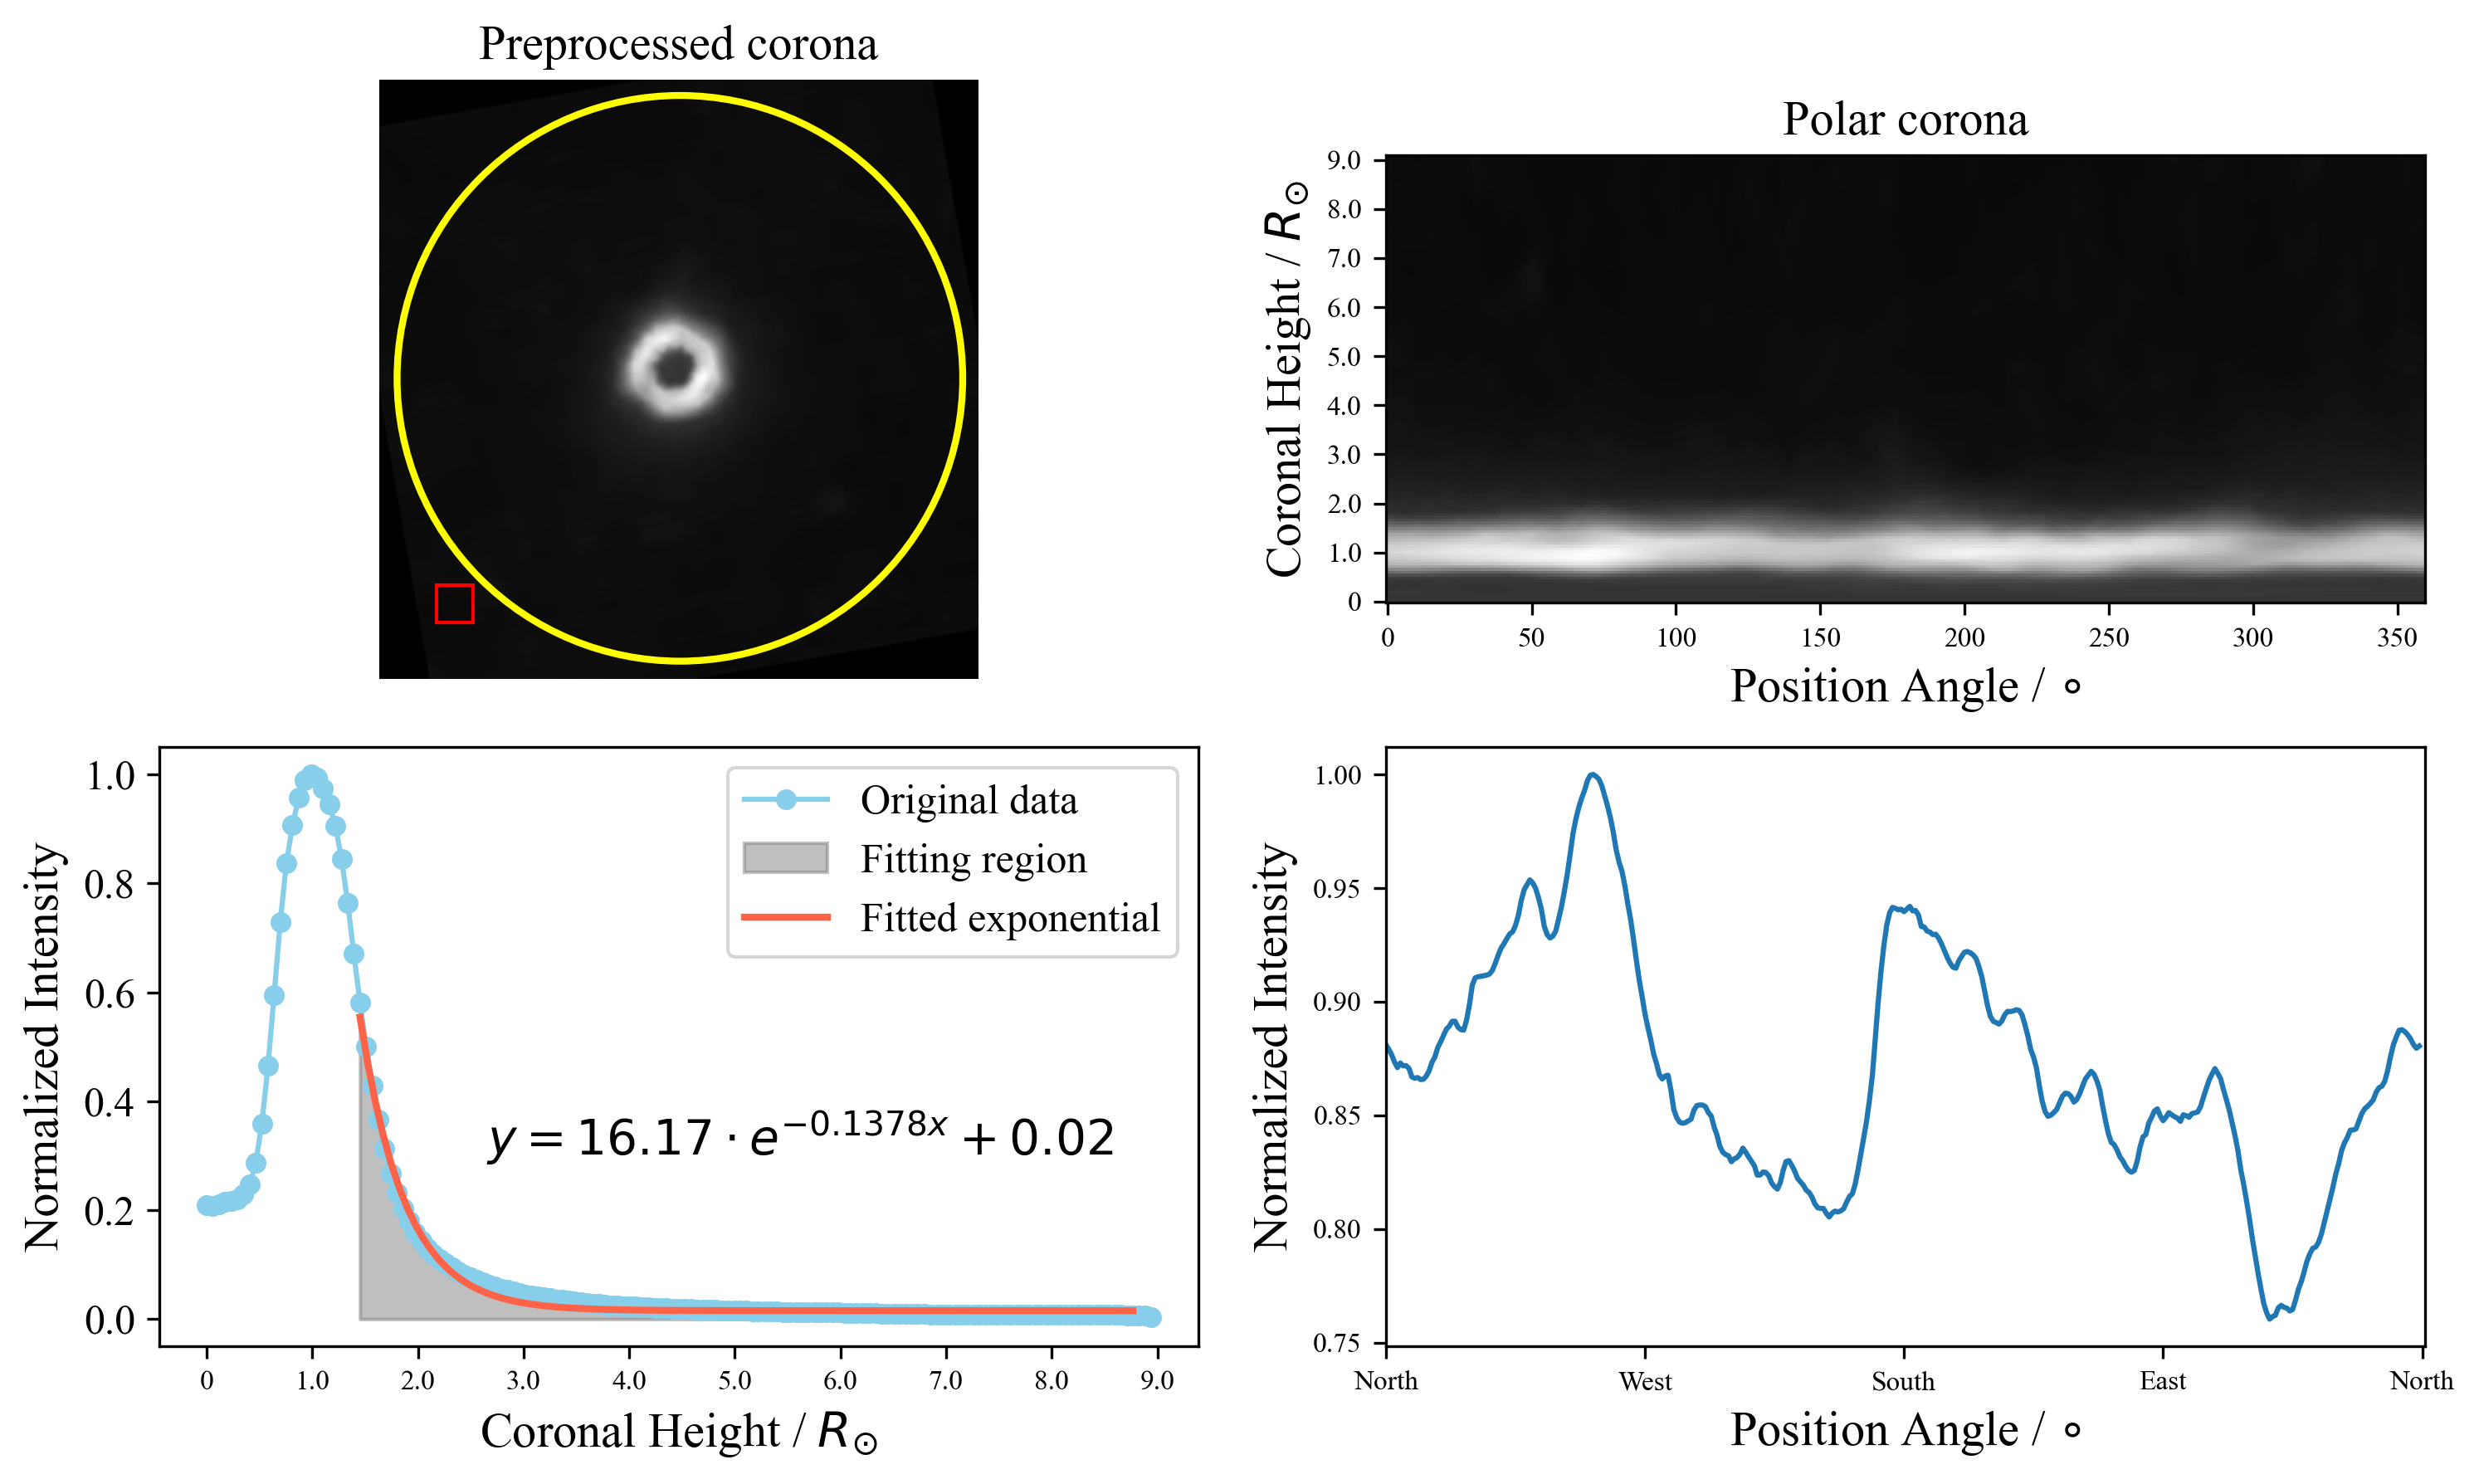 Preprocessed corona
Polar corona
Coronal Height / R⊙
9.0
8.0
7.0
6.0
5.0
4.0
3.0
2.0
1.0
0
0 50 100 150 200 250 300 350
Position Angle / ∘
Normalized Intensity
1.0
0.8
0.6
0.4
0.2
0.0
Original data
Fitting region
Fitted exponential
y = 16.17 · e^{−0.1378x} + 0.02
0 1.0 2.0 3.0 4.0 5.0 6.0 7.0 8.0 9.0
Coronal Height / R⊙
Normalized Intensity
1.00
0.95
0.90
0.85
0.80
0.75
North West South East North
Position Angle / ∘